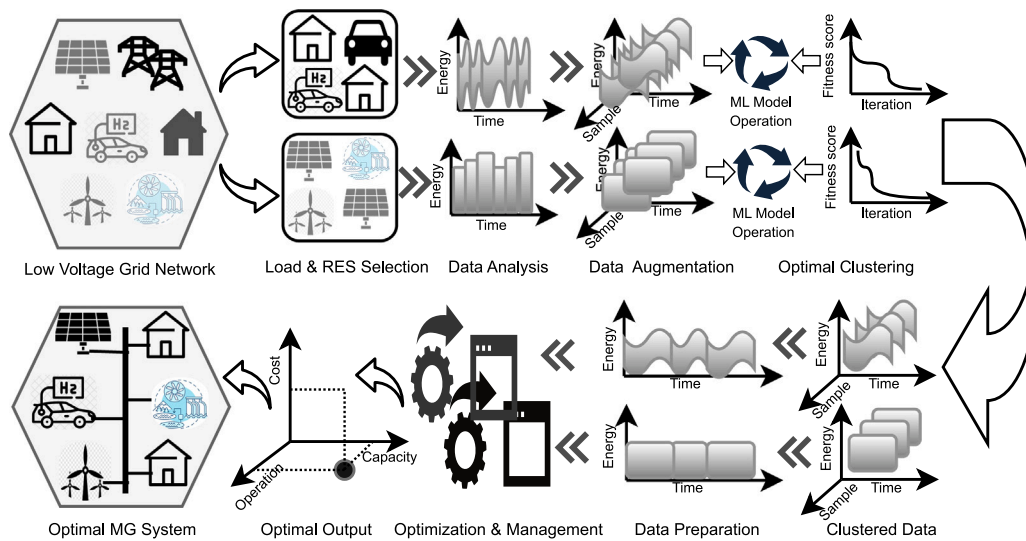 H2
H2
Low Voltage Grid Network
Load & RES Selection
Energy
Time
Energy
Time
Data Analysis
Energy
Sample
Time
Energy
Sample
Time
Data Augmentation
ML Model
Operation
ML Model
Operation
Fitness score
Iteration
Fitness score
Iteration
Optimal Clustering
H2
Optimal MG System
Cost
Capacity
Operation
Optimal Output
Optimization & Management
Energy
Time
Energy
Time
Data Preparation
Energy
Sample
Time
Energy
Sample
Time
Clustered Data